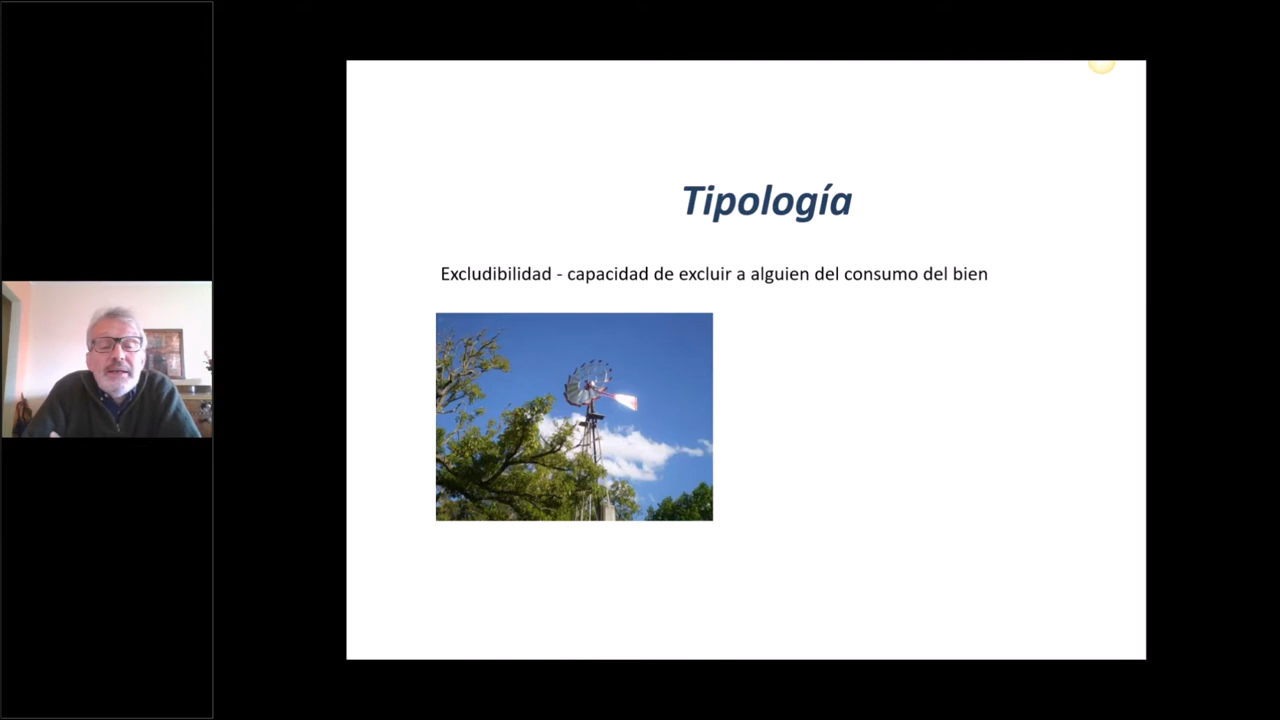 Tipología
Excludibilidad - capacidad de excluir a alguien del consumo del bien